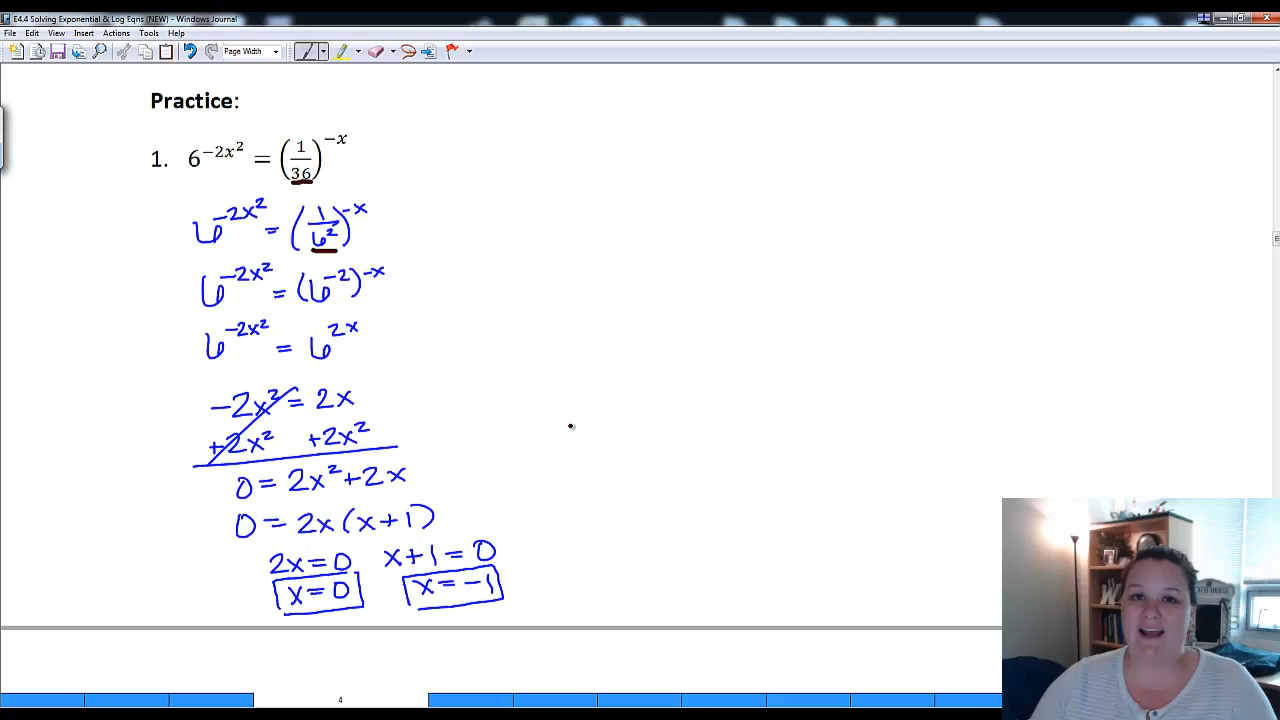 E4.4 Solving Exponential & Log Eqns (NEW) - Windows Journal
File Edit View Insert Actions Tools Help
Page Width
Practice:
1. 6^{-2x^2} = (1/36)^{-x}
6^{-2x^2} = (1/6^2)^{-x}
6^{-2x^2} = (6^{-2})^{-x}
6^{-2x^2} = 6^{2x}
-2x^2 = 2x
+2x^2 +2x^2
0 = 2x^2+2x
0 = 2x(x+1)
2x=0 x+1=0
x=0 x=-1
4